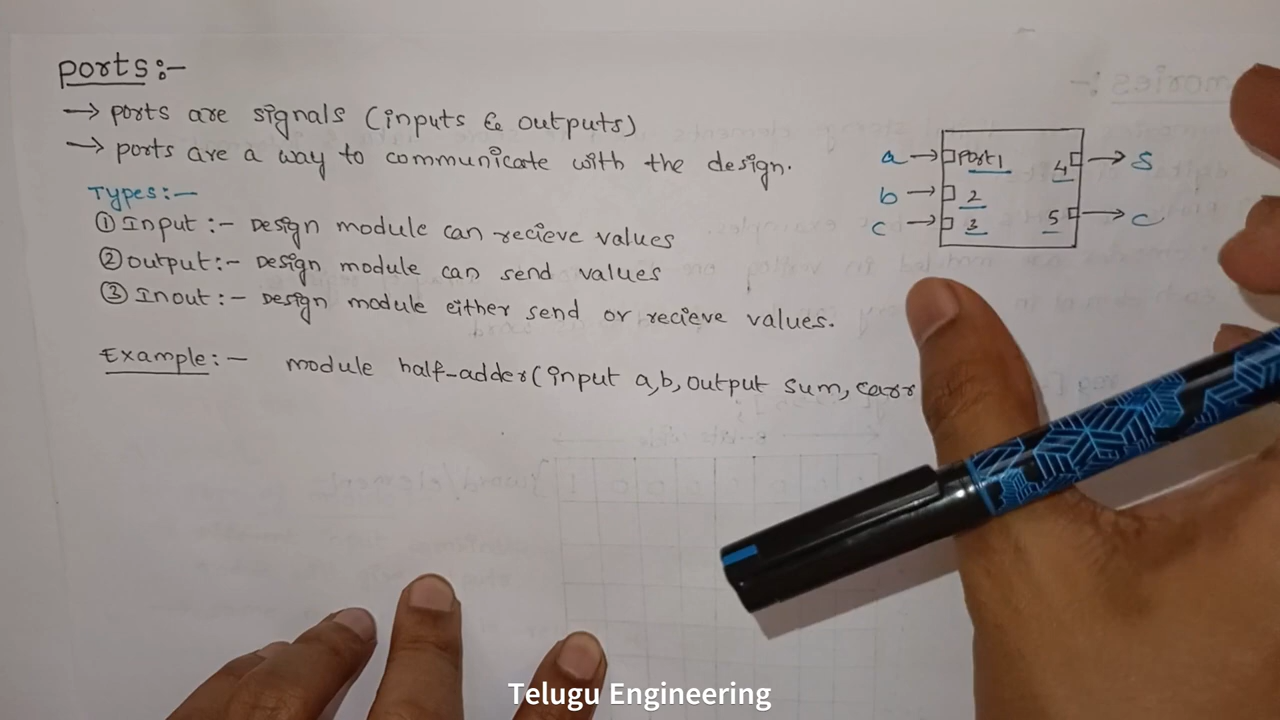 ports:-
→ ports are signals (inputs & outputs)
→ ports are a way to communicate with the design.
Types:-
① Input :- Design module can recieve values
② output:- Design module can send values
③ Inout :- Design module either send or recieve values.
Example:- module half-adder(input a,b, output sum, carr
a → port1
b → 2
c → 3
4 → S
5 → C
Telugu Engineering